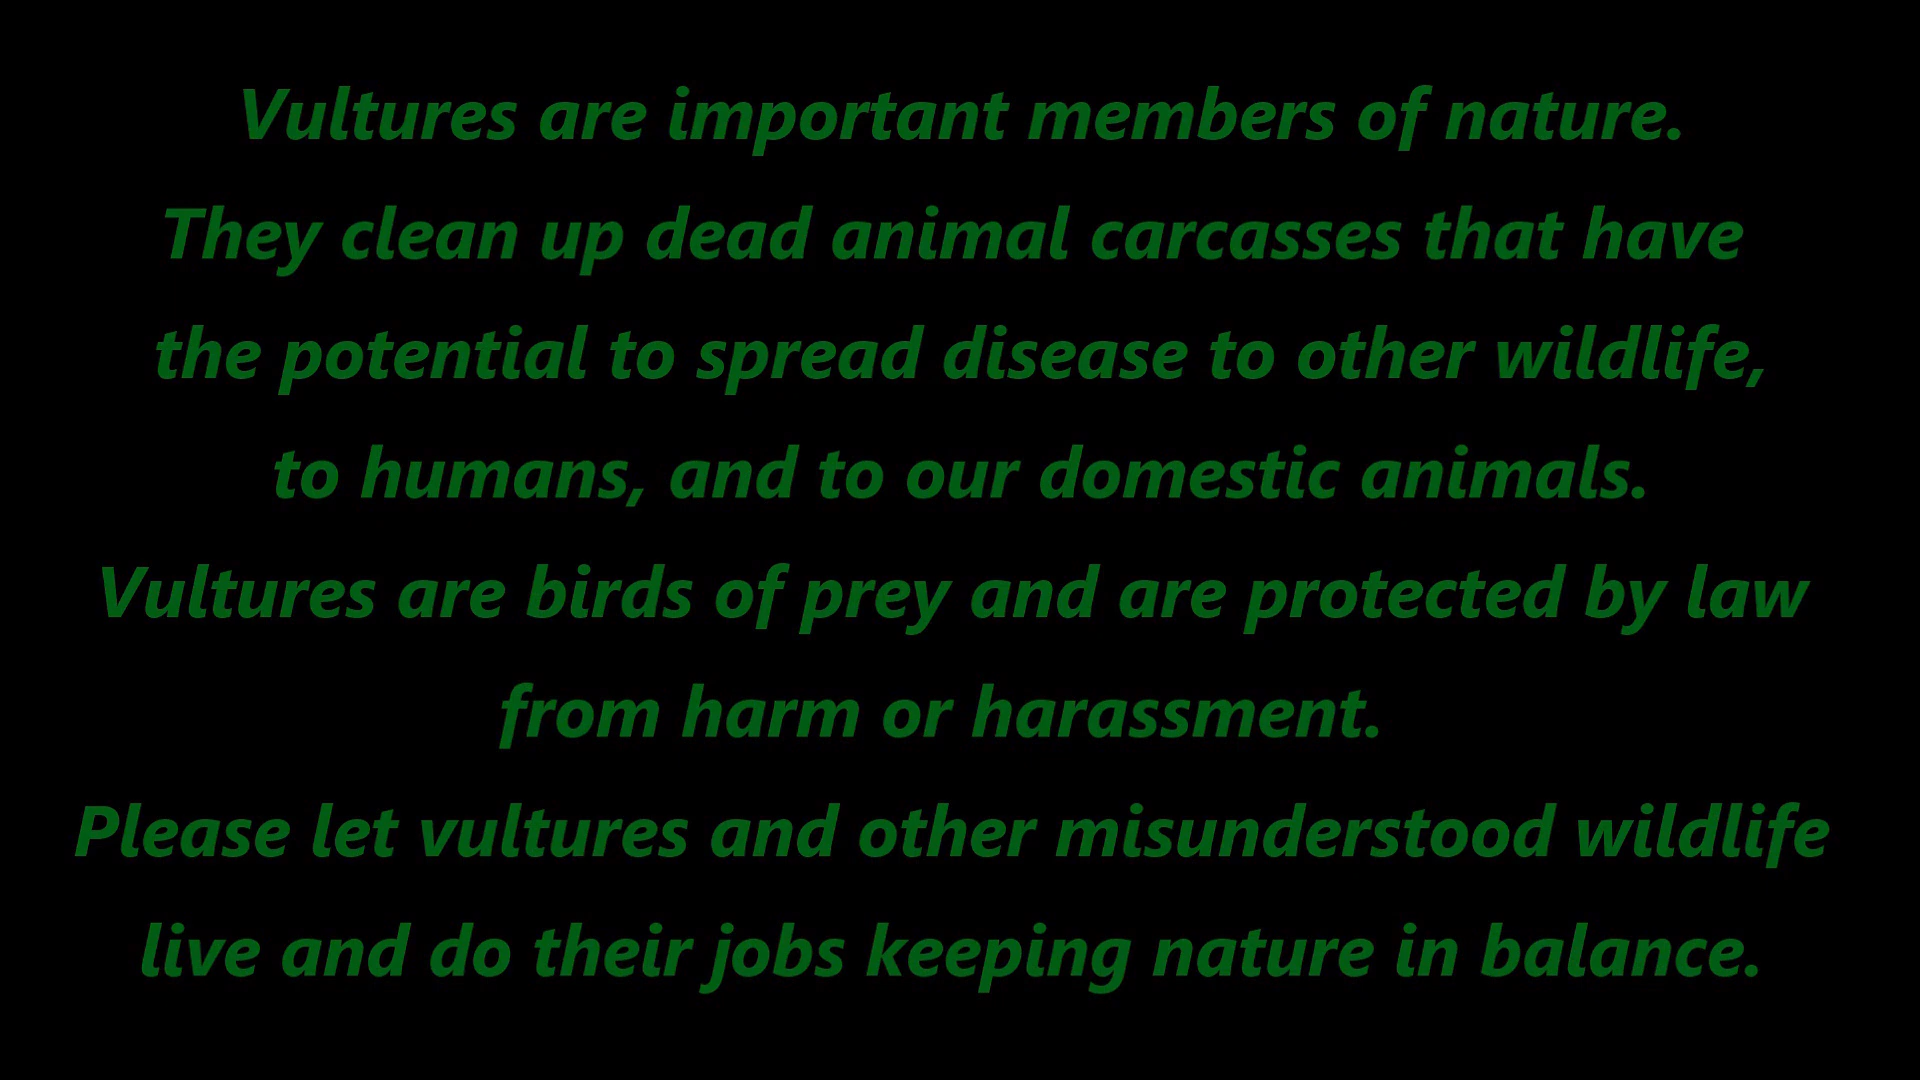 Vultures are important members of nature.
They clean up dead animal carcasses that have
the potential to spread disease to other wildlife,
to humans, and to our domestic animals.
Vultures are birds of prey and are protected by law
from harm or harassment.
Please let vultures and other misunderstood wildlife
live and do their jobs keeping nature in balance.